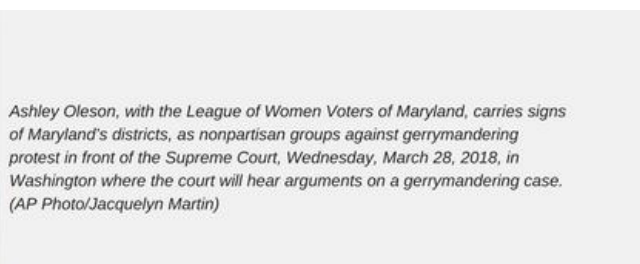 Ashley Oleson, with the League of Women Voters of Maryland, carries signs
of Maryland's districts, as nonpartisan groups against gerrymandering
protest in front of the Supreme Court, Wednesday, March 28, 2018, in
Washington where the court will hear arguments on a gerrymandering case.
(AP Photo/Jacquelyn Martin)